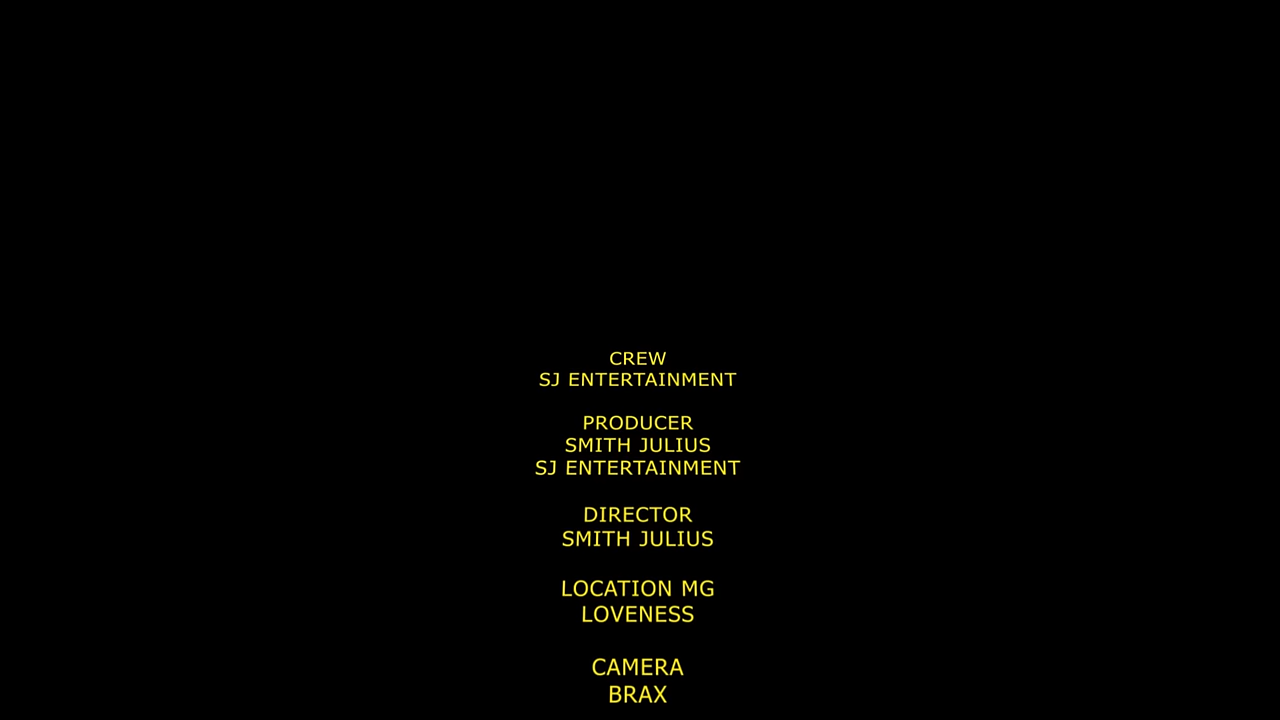 CREW
SJ ENTERTAINMENT
PRODUCER
SMITH JULIUS
SJ ENTERTAINMENT
DIRECTOR
SMITH JULIUS
LOCATION MG
LOVENESS
CAMERA
BRAX